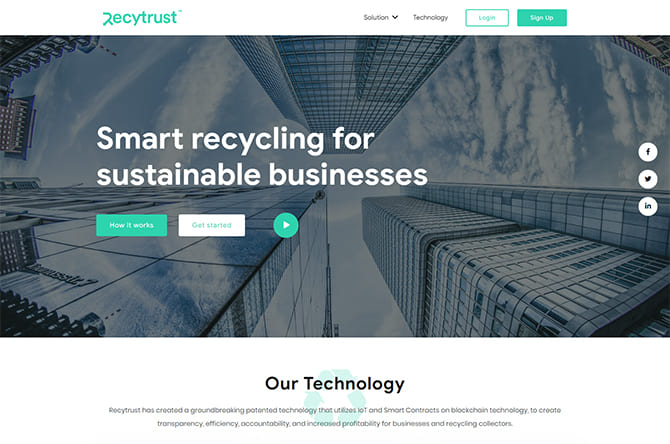 Recytrust™
Solution
Technology
Login
Sign Up
Smart recycling for
sustainable businesses
How it works
Get started
Our Technology
Recytrust has created a groundbreaking patented technology that utilizes IoT and Smart Contracts on blockchain technology, to create
transparency, efficiency, accountability, and increased profitability for businesses and recycling collectors.